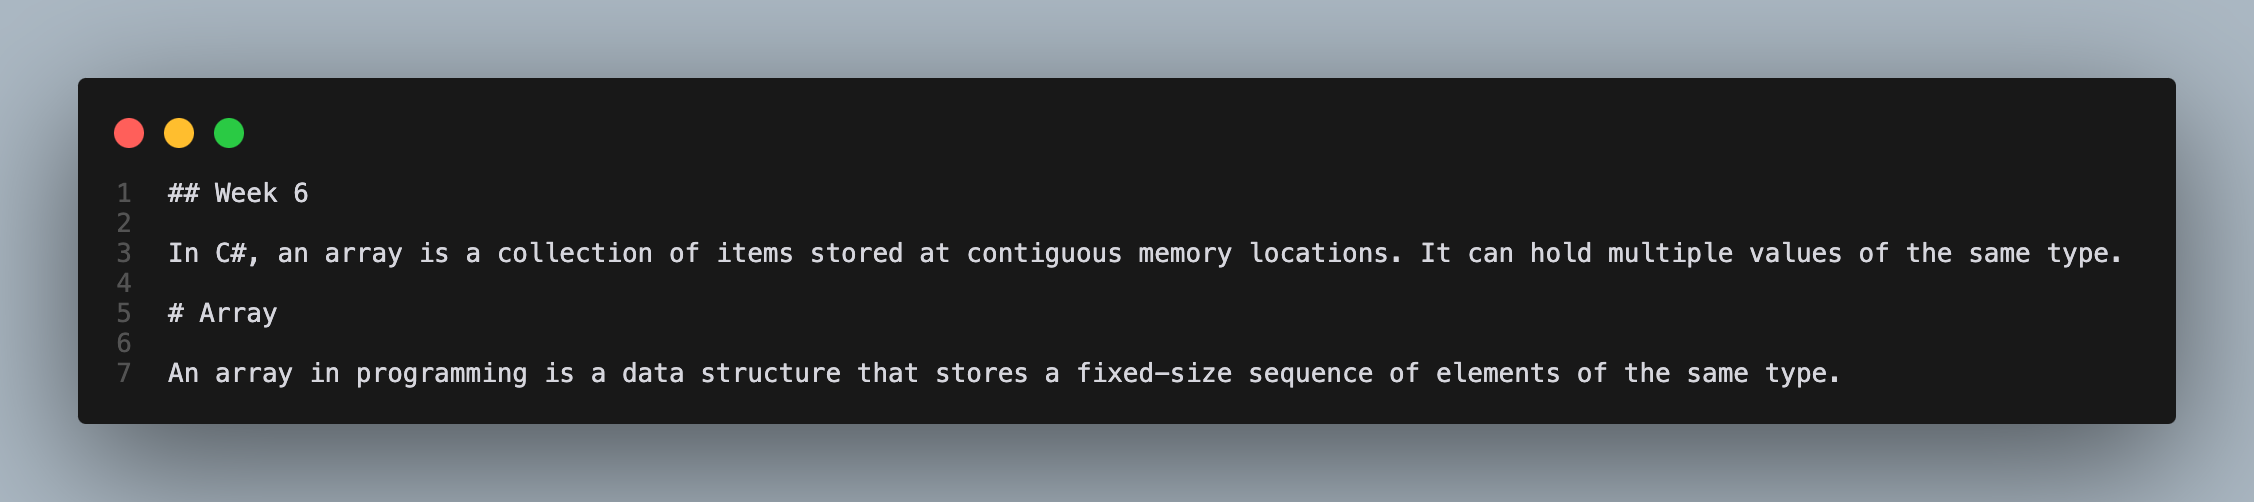 1 ## Week 6
2
3 In C#, an array is a collection of items stored at contiguous memory locations. It can hold multiple values of the same type.
4
5 # Array
6
7 An array in programming is a data structure that stores a fixed-size sequence of elements of the same type.